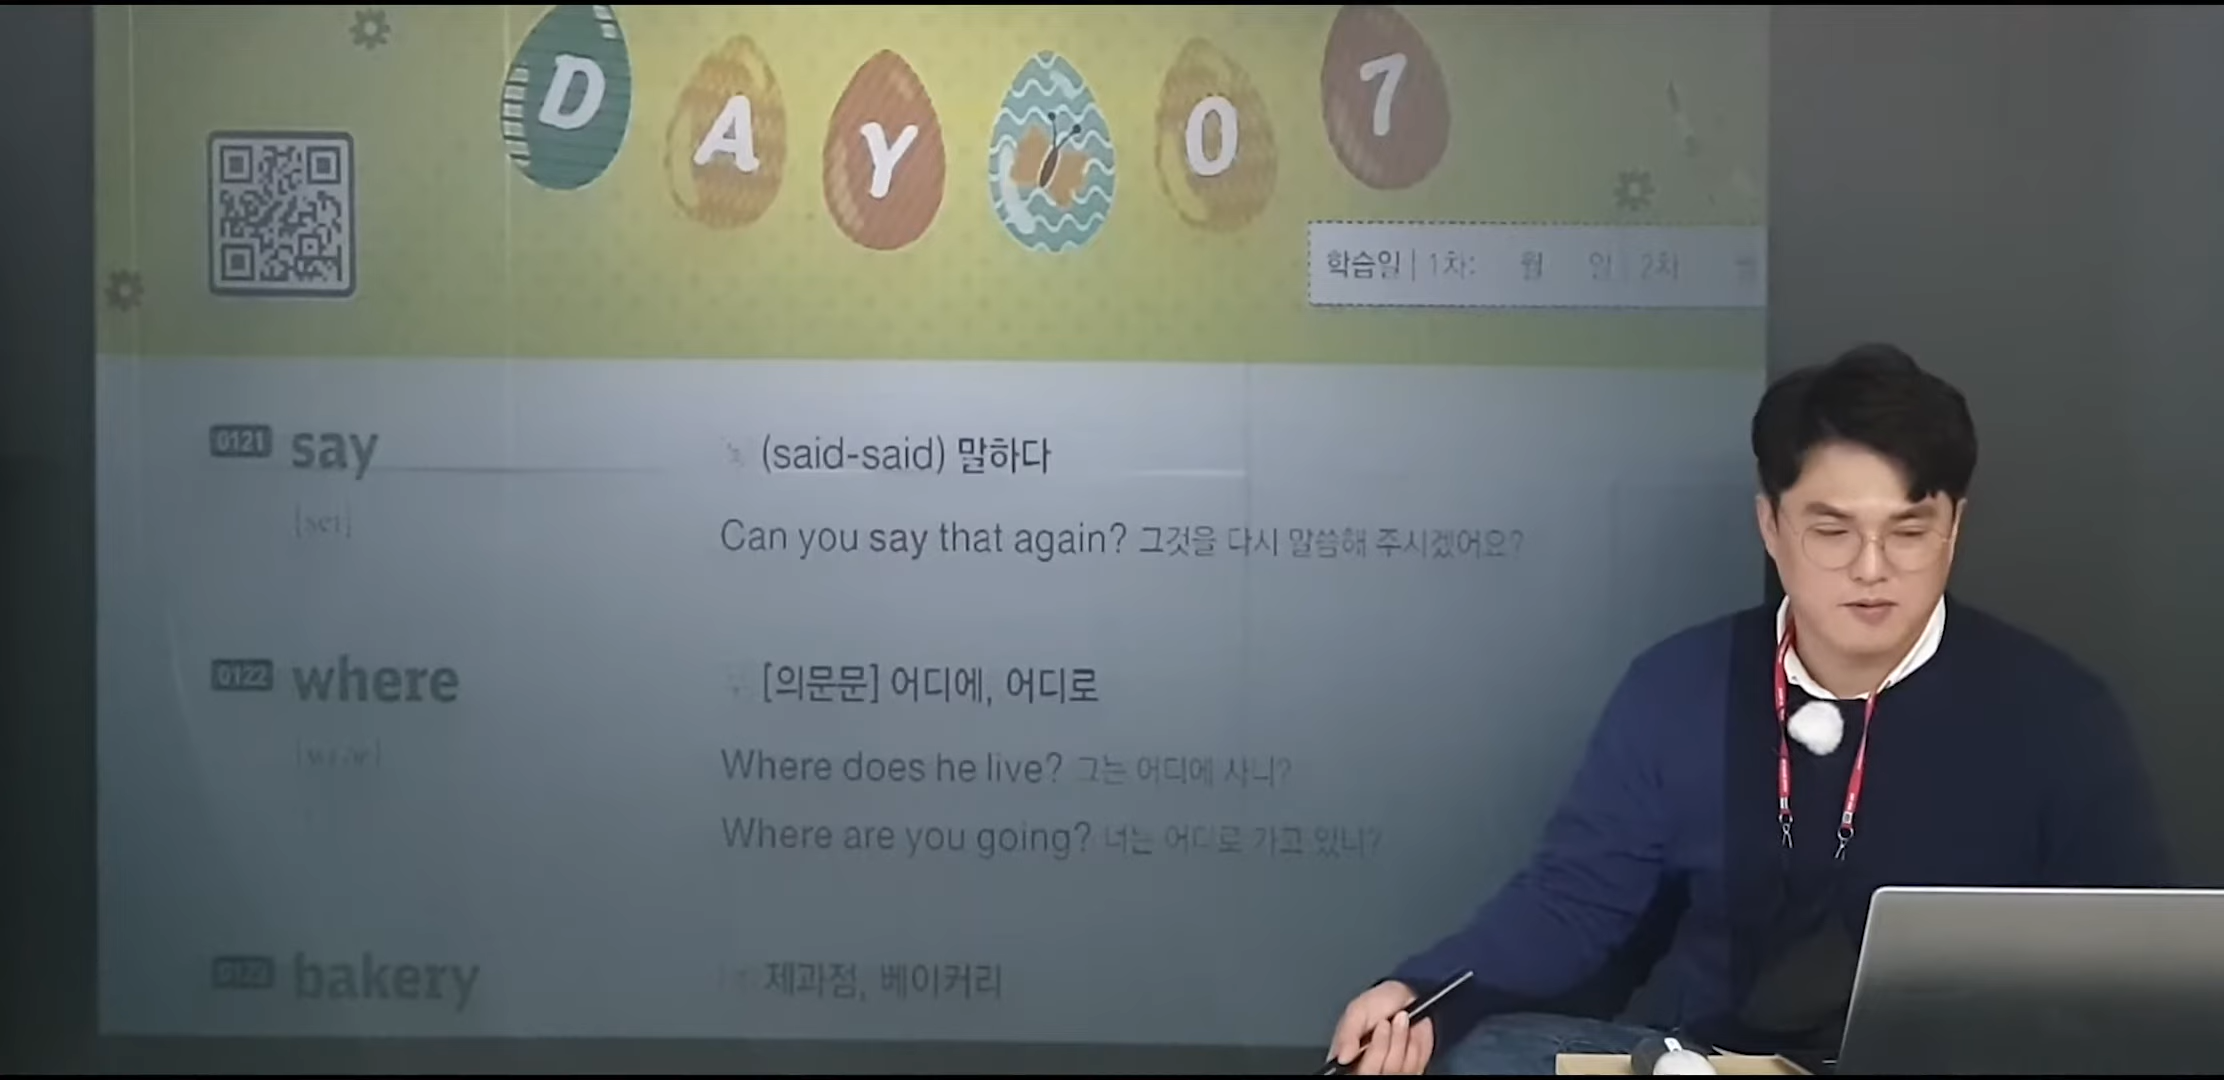 DAY 07
학습일 | 1차: 월 일 | 2차
0121 say (said-said) 말하다
Can you say that again? 그것을 다시 말씀해 주시겠어요?
0122 where [의문문] 어디에, 어디로
Where does he live? 그는 어디에 사니?
Where are you going? 너는 어디로 가고 있니?
0123 bakery 제과점, 베이커리